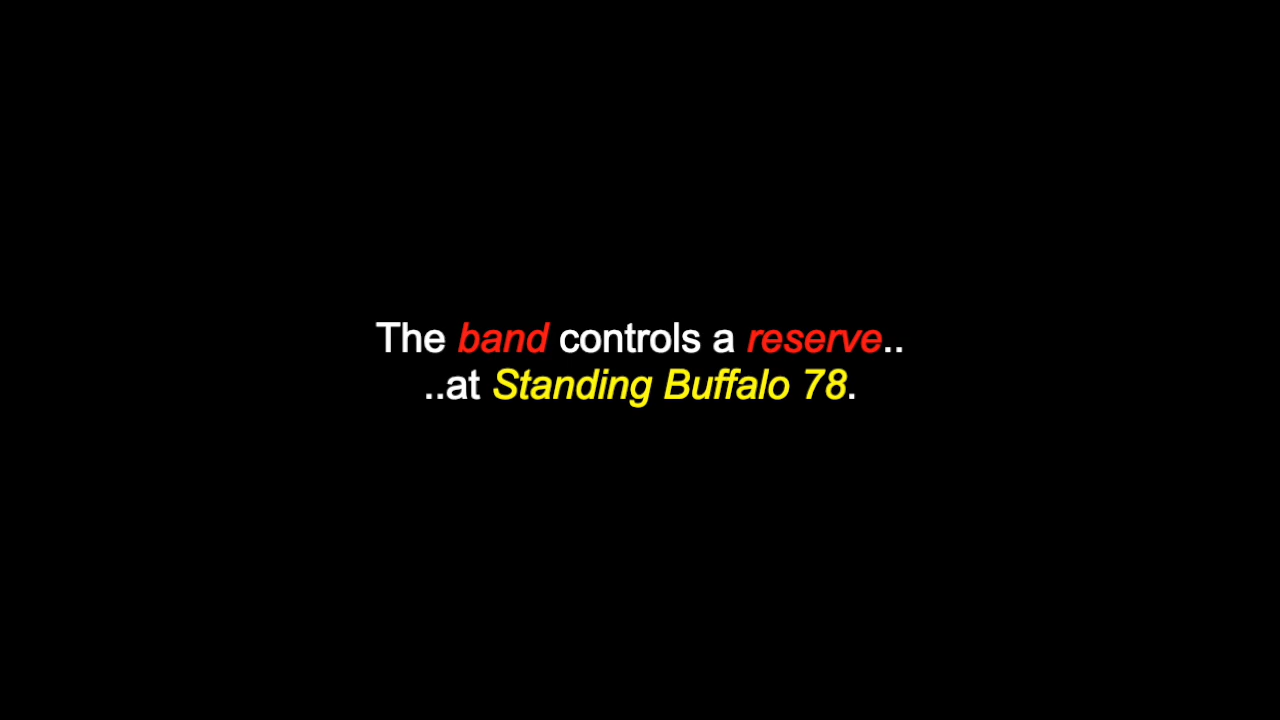 The band controls a reserve..
..at Standing Buffalo 78.